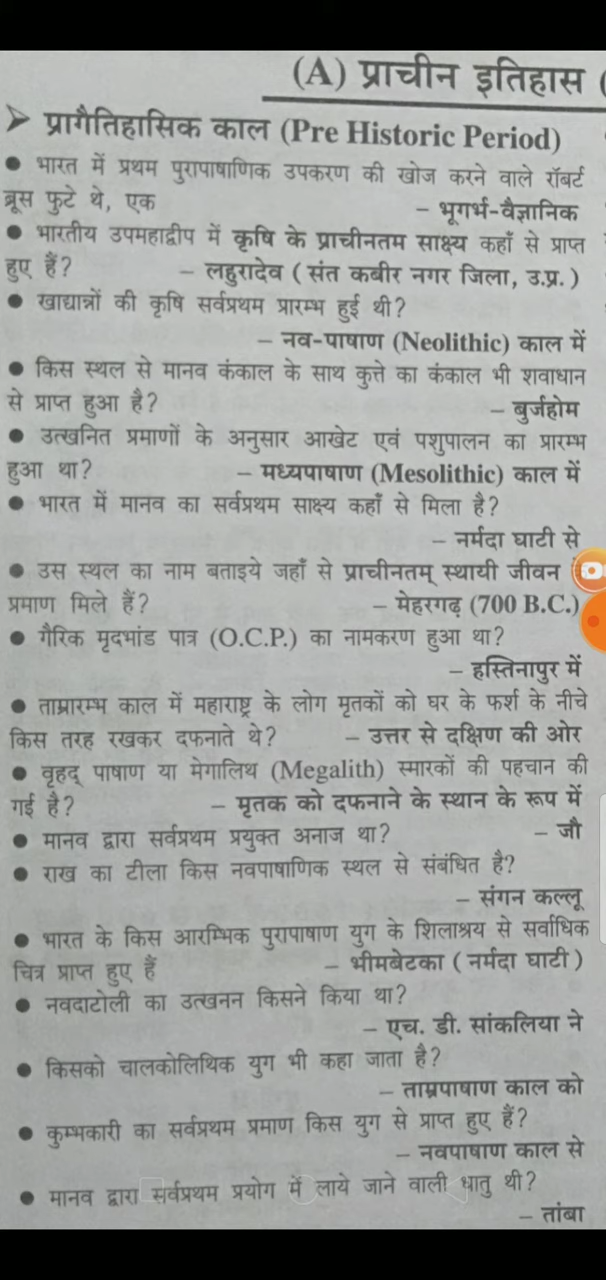 (A) प्राचीन इतिहास (
➤ प्रागैतिहासिक काल (Pre Historic Period)
● भारत में प्रथम पुरापाषाणिक उपकरण की खोज करने वाले रॉबर्ट
ब्रूस फुटे थे, एक – भूगर्भ-वैज्ञानिक
● भारतीय उपमहाद्वीप में कृषि के प्राचीनतम साक्ष्य कहाँ से प्राप्त
हुए हैं? – लहुरादेव ( संत कबीर नगर जिला, उ.प्र. )
● खाद्यान्नों की कृषि सर्वप्रथम प्रारम्भ हुई थी?
– नव-पाषाण (Neolithic) काल में
● किस स्थल से मानव कंकाल के साथ कुत्ते का कंकाल भी शवाधान
से प्राप्त हुआ है? – बुर्जहोम
● उत्खनित प्रमाणों के अनुसार आखेट एवं पशुपालन का प्रारम्भ
हुआ था? – मध्यपाषाण (Mesolithic) काल में
● भारत में मानव का सर्वप्रथम साक्ष्य कहाँ से मिला है?
– नर्मदा घाटी से
● उस स्थल का नाम बताइये जहाँ से प्राचीनतम् स्थायी जीवन
प्रमाण मिले हैं? – मेहरगढ़ (700 B.C.)
● गैरिक मृदभांड पात्र (O.C.P.) का नामकरण हुआ था?
– हस्तिनापुर में
● ताम्रारम्भ काल में महाराष्ट्र के लोग मृतकों को घर के फर्श के नीचे
किस तरह रखकर दफनाते थे? – उत्तर से दक्षिण की ओर
● वृहद् पाषाण या मेगालिथ (Megalith) स्मारकों की पहचान की
गई है? – मृतक को दफनाने के स्थान के रूप में
● मानव द्वारा सर्वप्रथम प्रयुक्त अनाज था? – जौ
● राख का टीला किस नवपाषाणिक स्थल से संबंधित है?
– संगन कल्लू
● भारत के किस आरम्भिक पुरापाषाण युग के शिलाश्रय से सर्वाधिक
चित्र प्राप्त हुए हैं – भीमबेटका ( नर्मदा घाटी )
● नवदाटोली का उत्खनन किसने किया था?
– एच. डी. सांकलिया ने
● किसको चालकोलिथिक युग भी कहा जाता है?
– ताम्रपाषाण काल को
● कुम्भकारी का सर्वप्रथम प्रमाण किस युग से प्राप्त हुए हैं?
– नवपाषाण काल से
● मानव द्वारा सर्वप्रथम प्रयोग में लाये जाने वाली धातु थी?
– तांबा